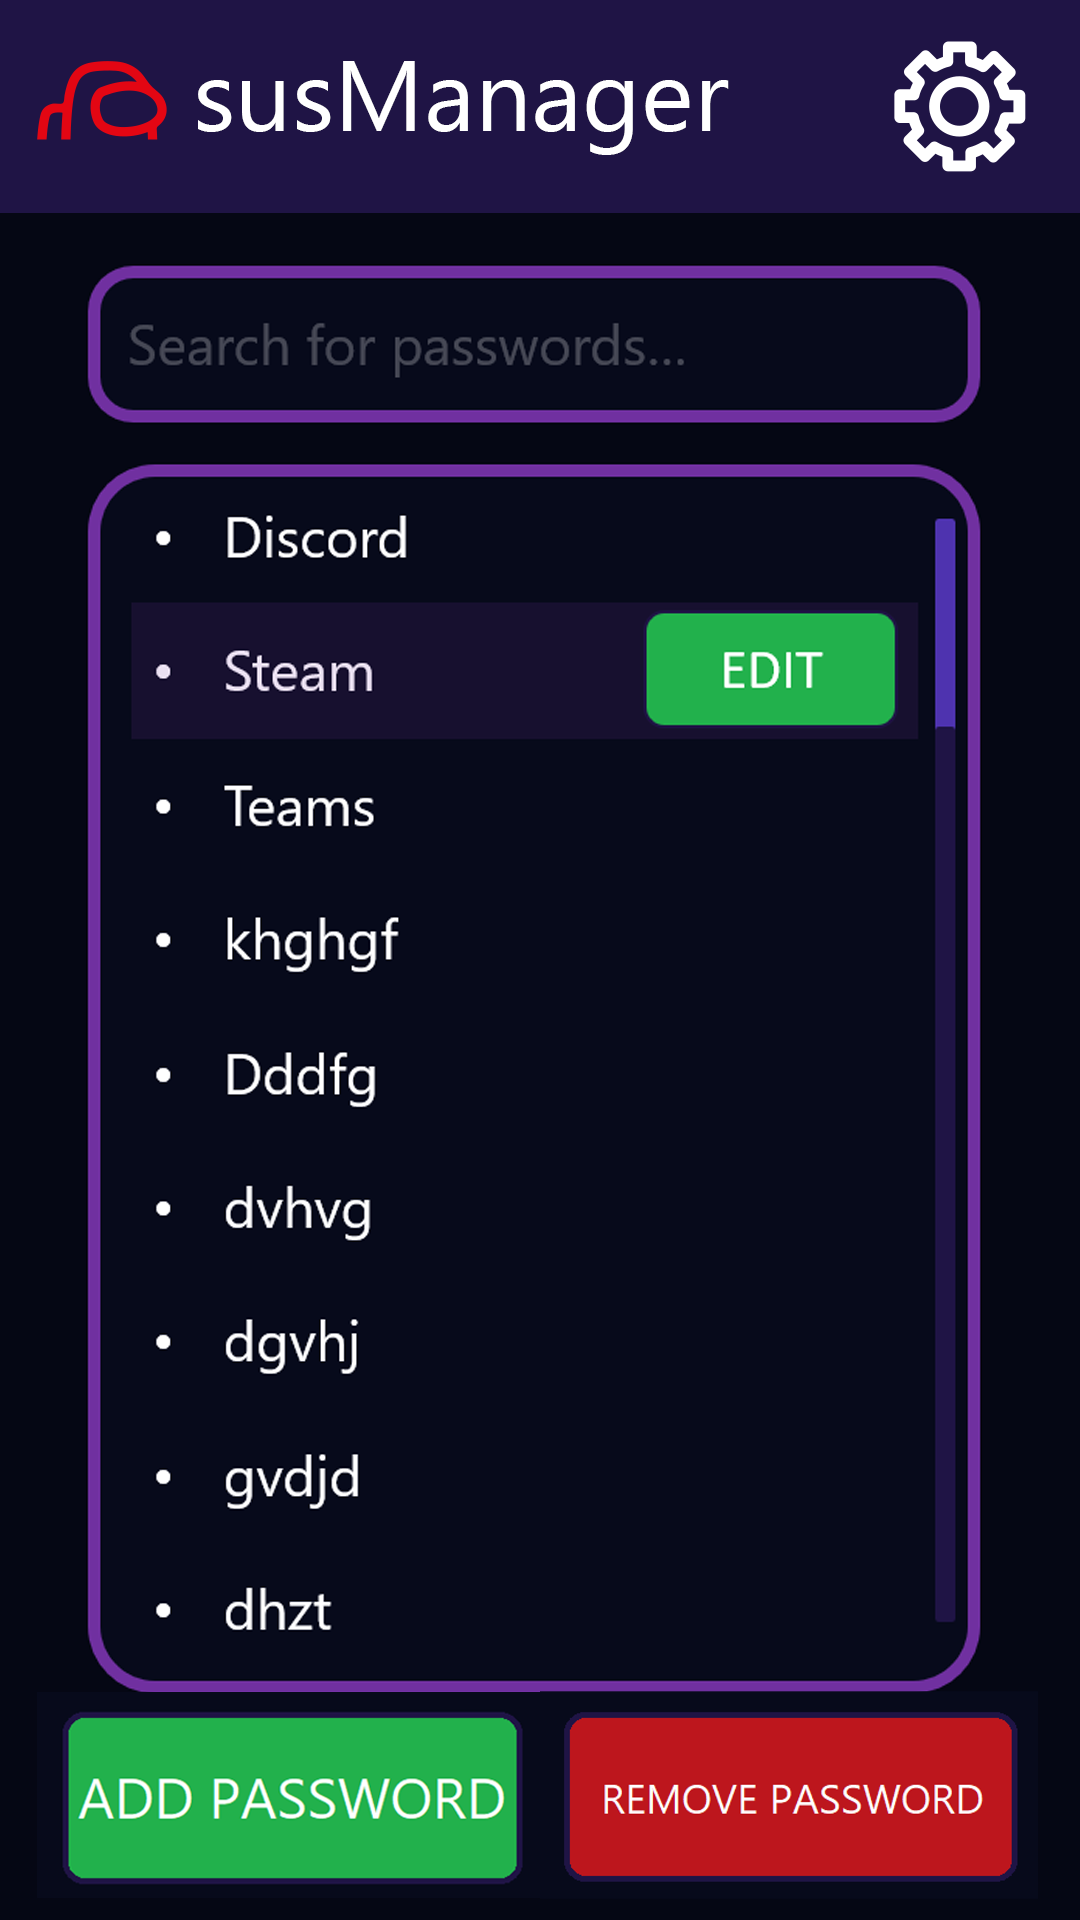 susManager
Search for passwords...
• Discord
• Steam EDIT
• Teams
• khghgf
• Dddfg
• dvhvg
• dgvhj
• gvdjd
• dhzt
ADD PASSWORD REMOVE PASSWORD